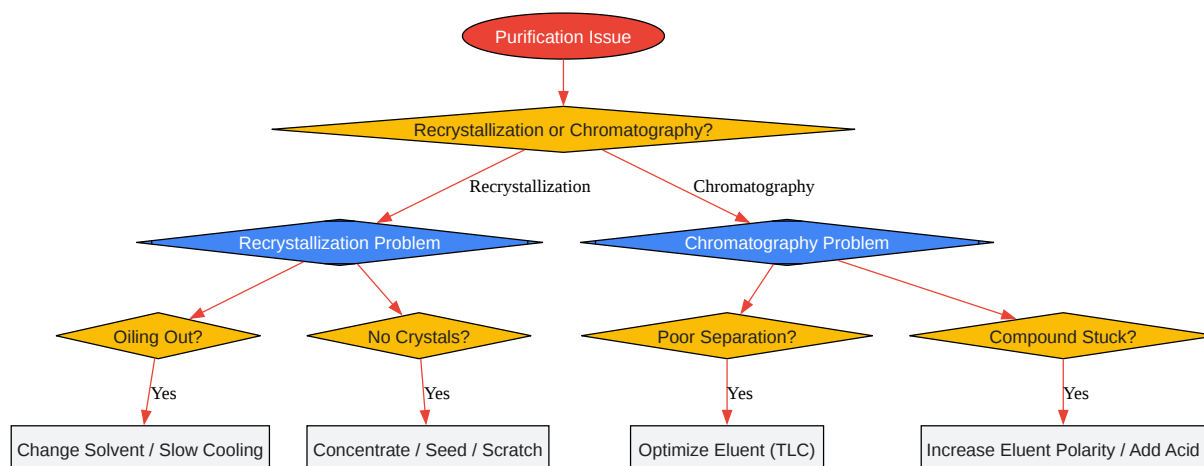 Purification Issue
Recrystallization or Chromatography?
Recrystallization
Chromatography
Recrystallization Problem
Chromatography Problem
Oiling Out?
No Crystals?
Poor Separation?
Compound Stuck?
Yes
Yes
Yes
Yes
Change Solvent / Slow Cooling
Concentrate / Seed / Scratch
Optimize Eluent (TLC)
Increase Eluent Polarity / Add Acid